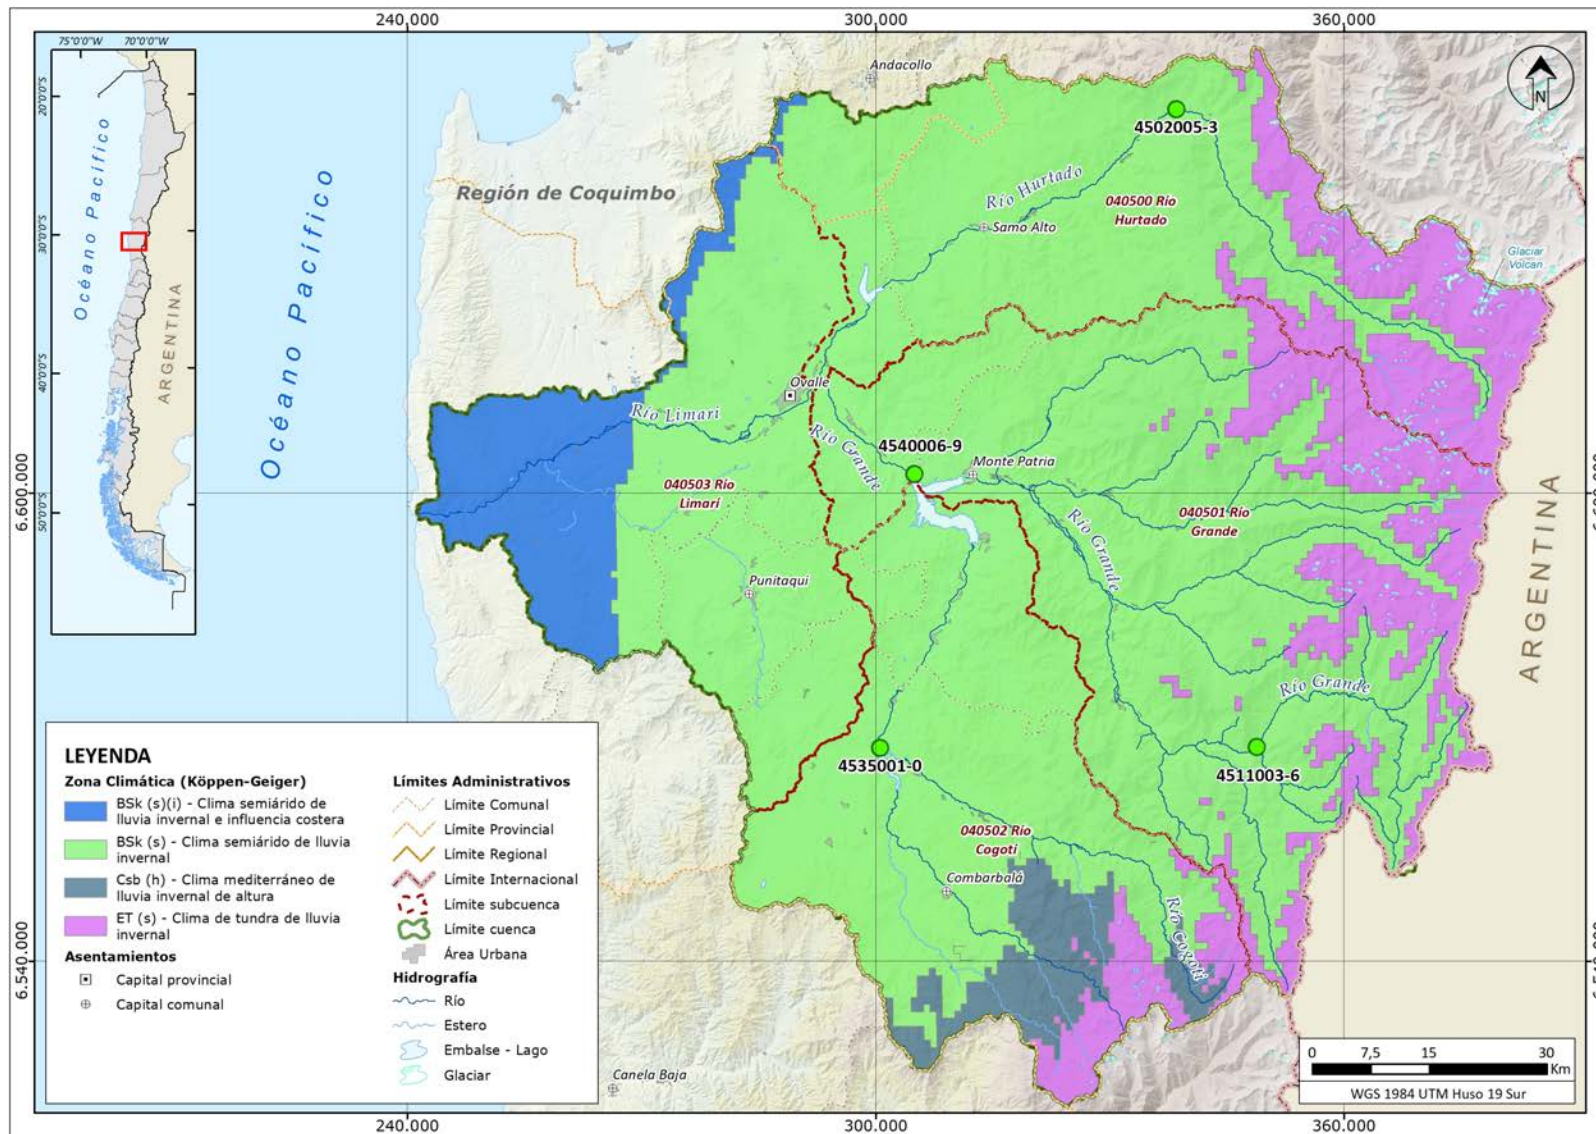 240.000
300.000
360.000
75°0'0"W
70°0'0"W
20°0'0"S
30°0'0"S
40°0'0"S
50°0'0"S
Océano Pacífico
ARGENTINA
Océano Pacífico
Región de Coquimbo
Andacollo
N
4502005-3
Río Hurtado
040500 Río
Hurtado
Samo Alto
Glaciar
Volcan
Ovalle
Río Limarí
Río Grande
4540006-9
Monte Patria
040503 Río
Limarí
040501 Río
Grande
Río Grande
Punitaqui
ARGENTINA
Río Grande
4535001-0
4511003-6
040502 Río
Cogotí
Combarbalá
Río Cogotí
Canela Baja
6.600.000
6.540.000
6.600.000
6.540.000
LEYENDA
Zona Climática (Köppen-Geiger)
BSk (s)(i) - Clima semiárido de
lluvia invernal e influencia costera
BSk (s) - Clima semiárido de lluvia
invernal
Csb (h) - Clima mediterráneo de
lluvia invernal de altura
ET (s) - Clima de tundra de lluvia
invernal
Asentamientos
Capital provincial
Capital comunal
Límites Administrativos
Límite Comunal
Límite Provincial
Límite Regional
Límite Internacional
Límite subcuenca
Límite cuenca
Área Urbana
Hidrografía
Río
Estero
Embalse - Lago
Glaciar
0 7,5 15 30
Km
WGS 1984 UTM Huso 19 Sur
240.000
300.000
360.000